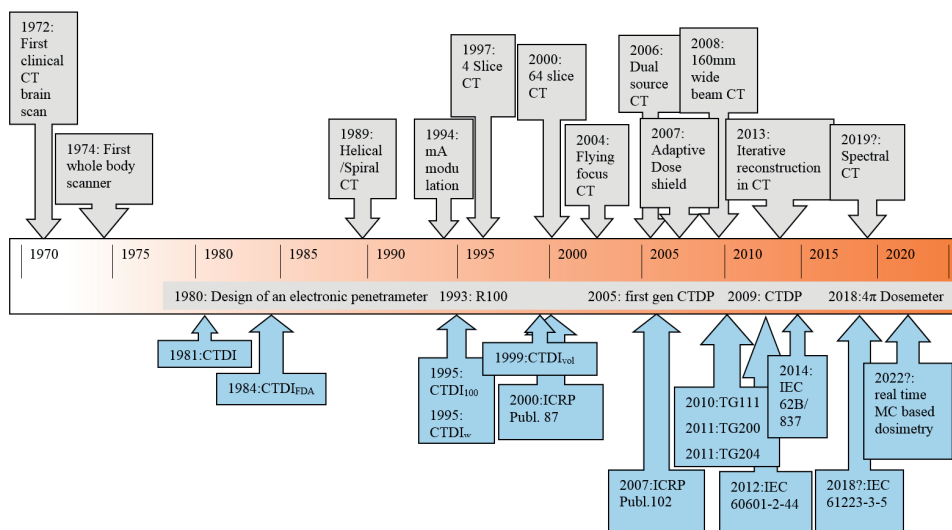 1972:
First
clinical
CT
brain
scan
1974: First
whole body
scanner
1989:
Helical
/Spiral
CT
1994:
mA
modu
lation
1997:
4 Slice
CT
2000:
64 slice
CT
2004:
Flying
focus
CT
2006:
Dual
source
CT
2007:
Adaptive
Dose
shield
2008:
160mm
wide
beam CT
2013:
Iterative
reconstruction
in CT
2019?:
Spectral
CT
1970 1975 1980 1985 1990 1995 2000 2005 2010 2015 2020
1980: Design of an electronic penetrameter 1993: R100 2005: first gen CTDP 2009: CTDP 2018:4π Dosemeter
1981:CTDI
1984:CTDI_FDA
1995:
CTDI₁₀₀
1995:
CTDI_w
1999:CTDI_vol
2000:ICRP
Publ. 87
2007:ICRP
Publ.102
2010:TG111
2011:TG200
2011:TG204
2012:IEC
60601-2-44
2014:
IEC
62B/
837
2018?:IEC
61223-3-5
2022?:
real time
MC based
dosimetry